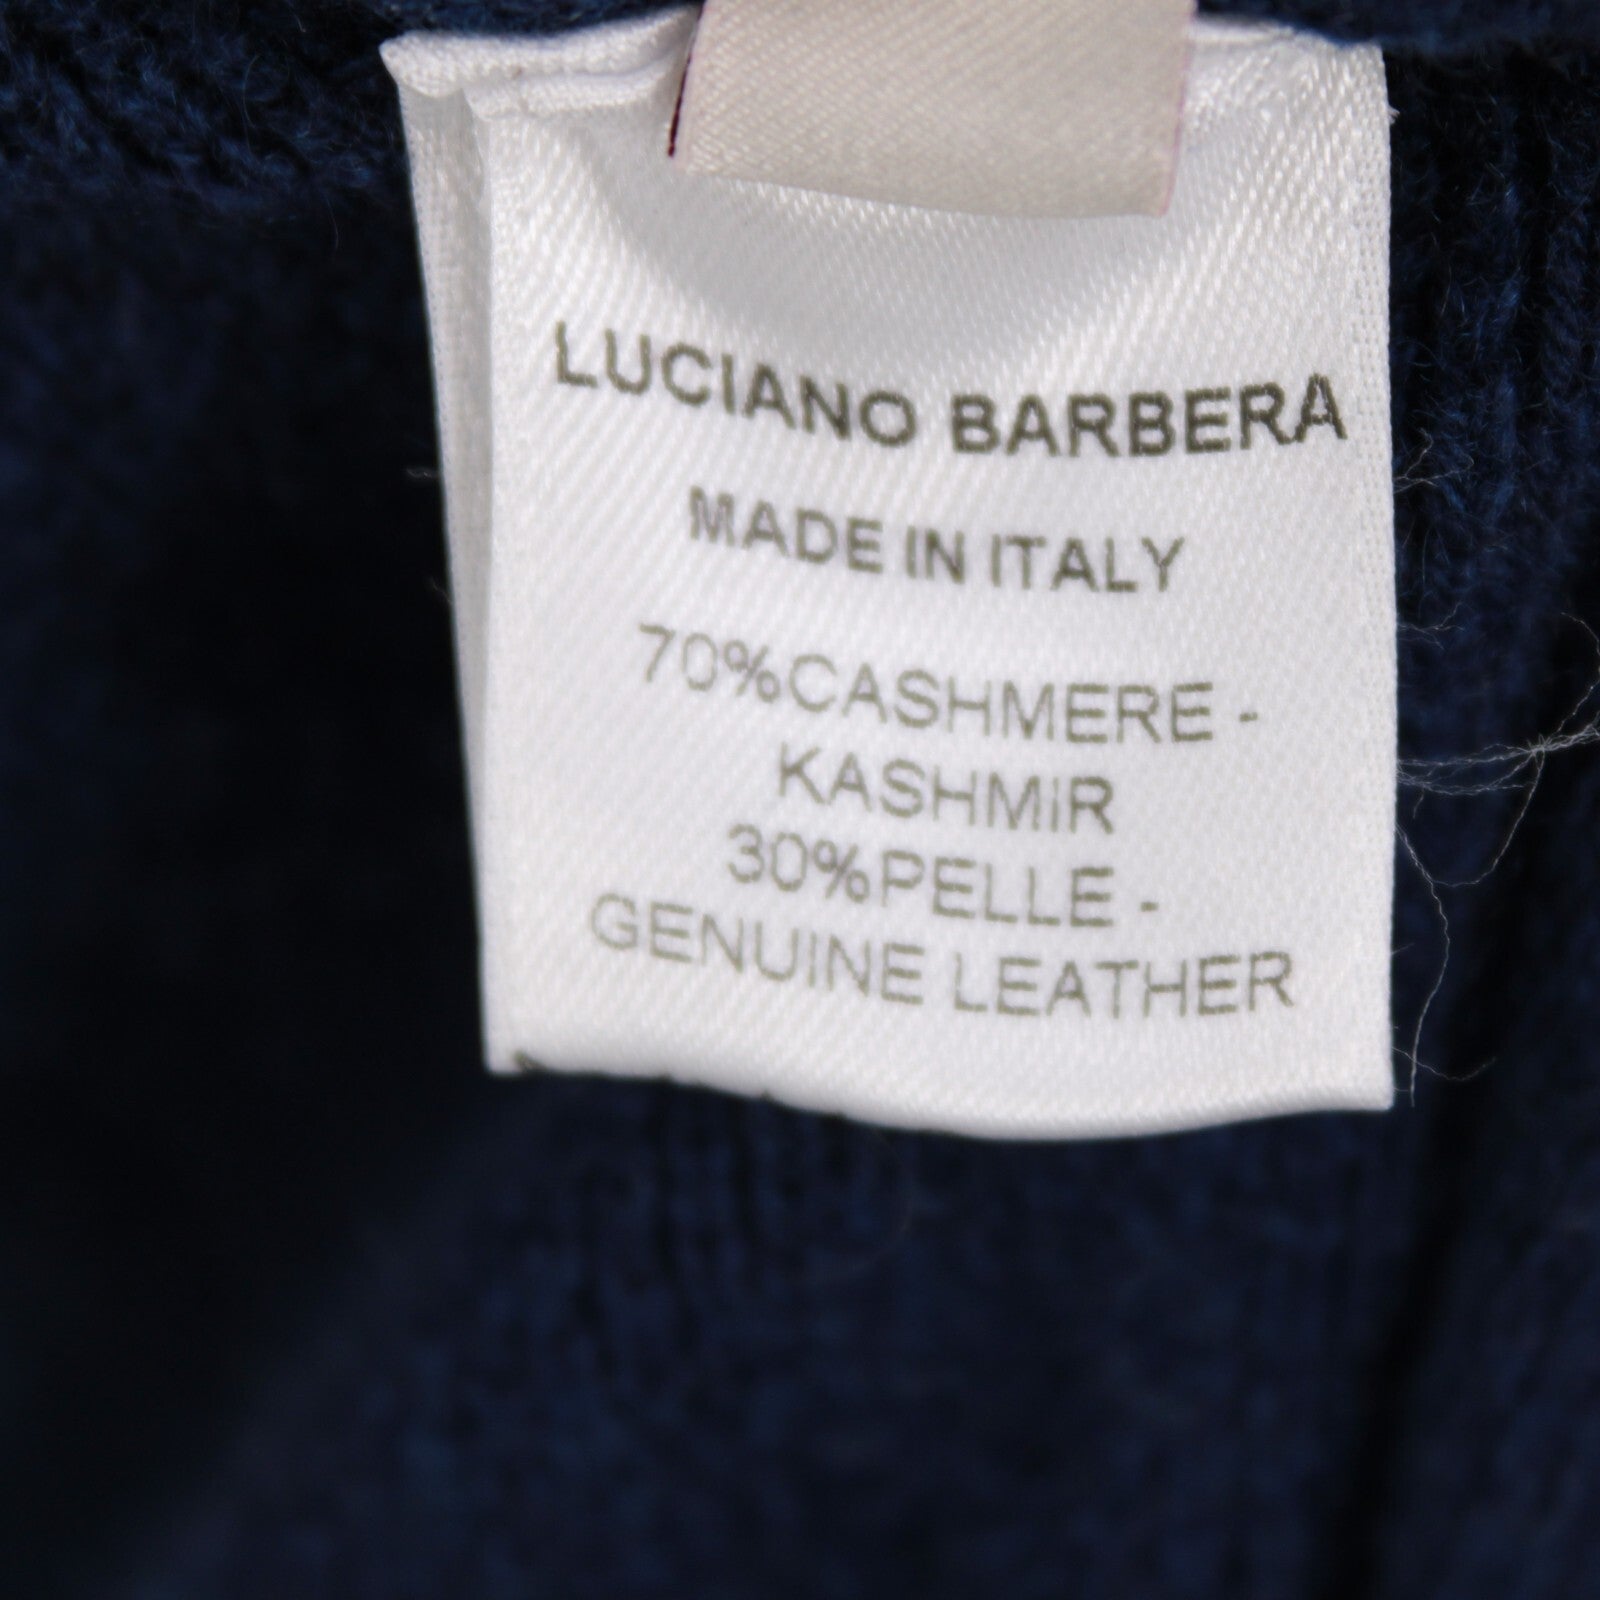 LUCIANO BARBERA
MADE IN ITALY
70%CASHMERE -
KASHMiR
30%PELLE -
GENUINE LEATHER